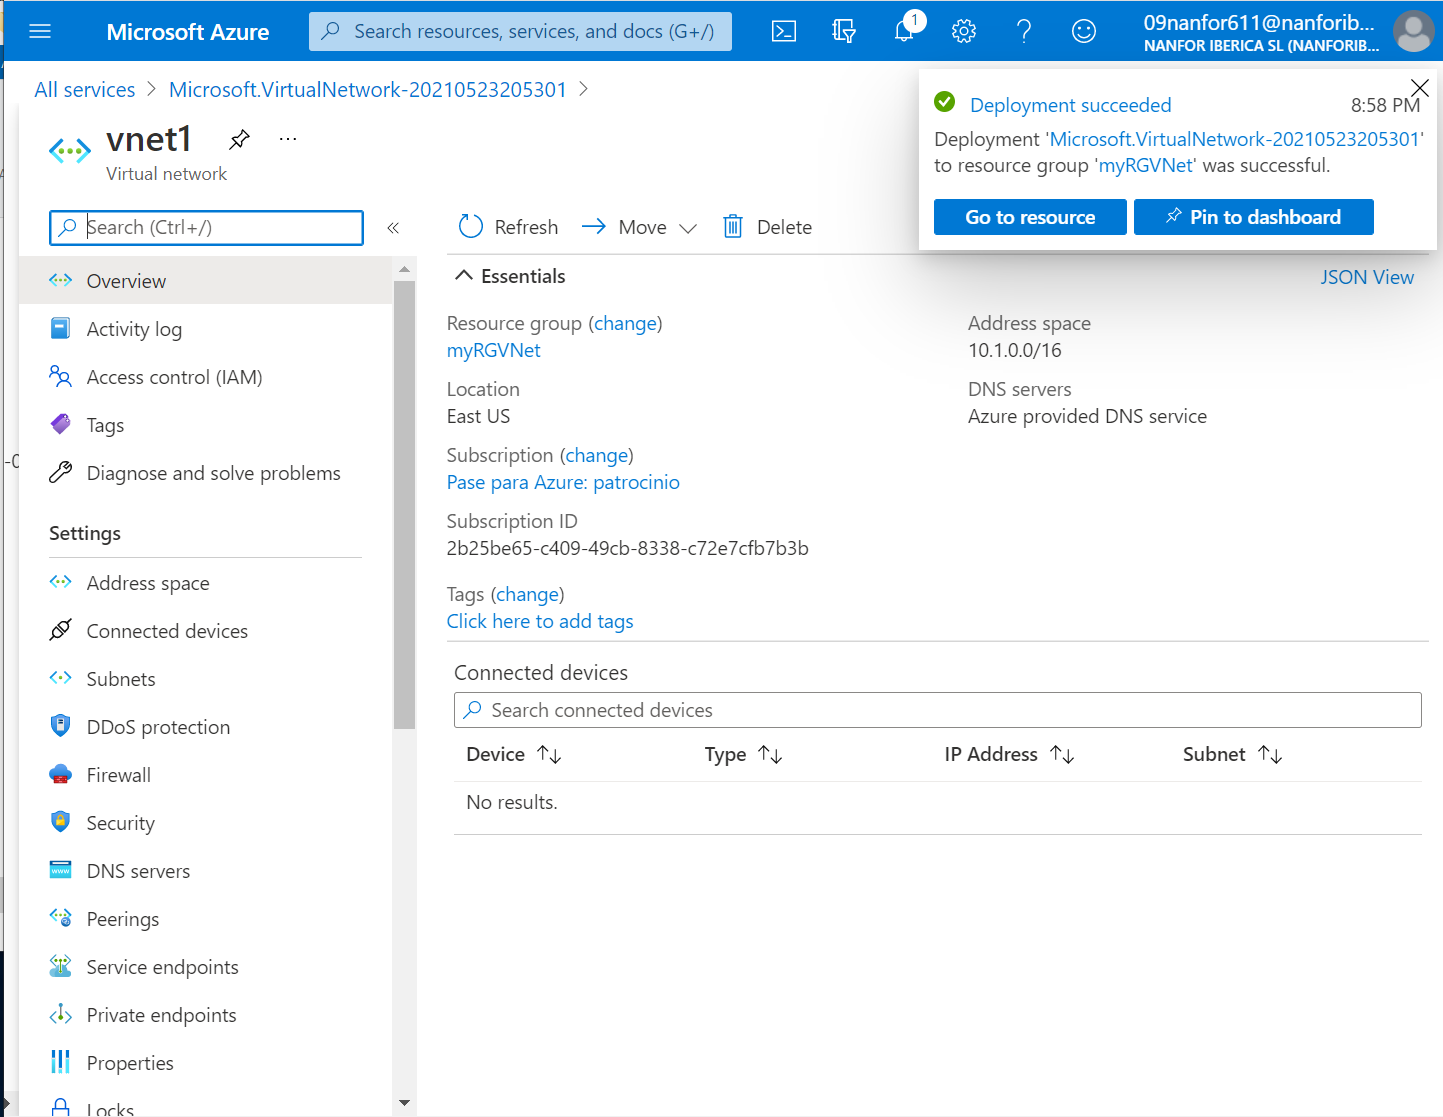 Microsoft Azure
Search resources, services, and docs (G+/)
1
09nanfor611@nanforib...
NANFOR IBERICA SL (NANFORIB...
All services > Microsoft.VirtualNetwork-20210523205301 >
Deployment succeeded 8:58 PM
Deployment 'Microsoft.VirtualNetwork-20210523205301'
to resource group 'myRGVNet' was successful.
Go to resource
Pin to dashboard
vnet1 ...
Virtual network
Search (Ctrl+/)
«
Refresh
Move
Delete
Overview
Activity log
Access control (IAM)
Tags
Diagnose and solve problems
Settings
Address space
Connected devices
Subnets
DDoS protection
Firewall
Security
DNS servers
Peerings
Service endpoints
Private endpoints
Properties
Locks
Essentials
JSON View
Resource group (change)
myRGVNet
Location
East US
Subscription (change)
Pase para Azure: patrocinio
Subscription ID
2b25be65-c409-49cb-8338-c72e7cfb7b3b
Tags (change)
Click here to add tags
Address space
10.1.0.0/16
DNS servers
Azure provided DNS service
Connected devices
Search connected devices
Device ↑↓ Type ↑↓ IP Address ↑↓ Subnet ↑↓
No results.